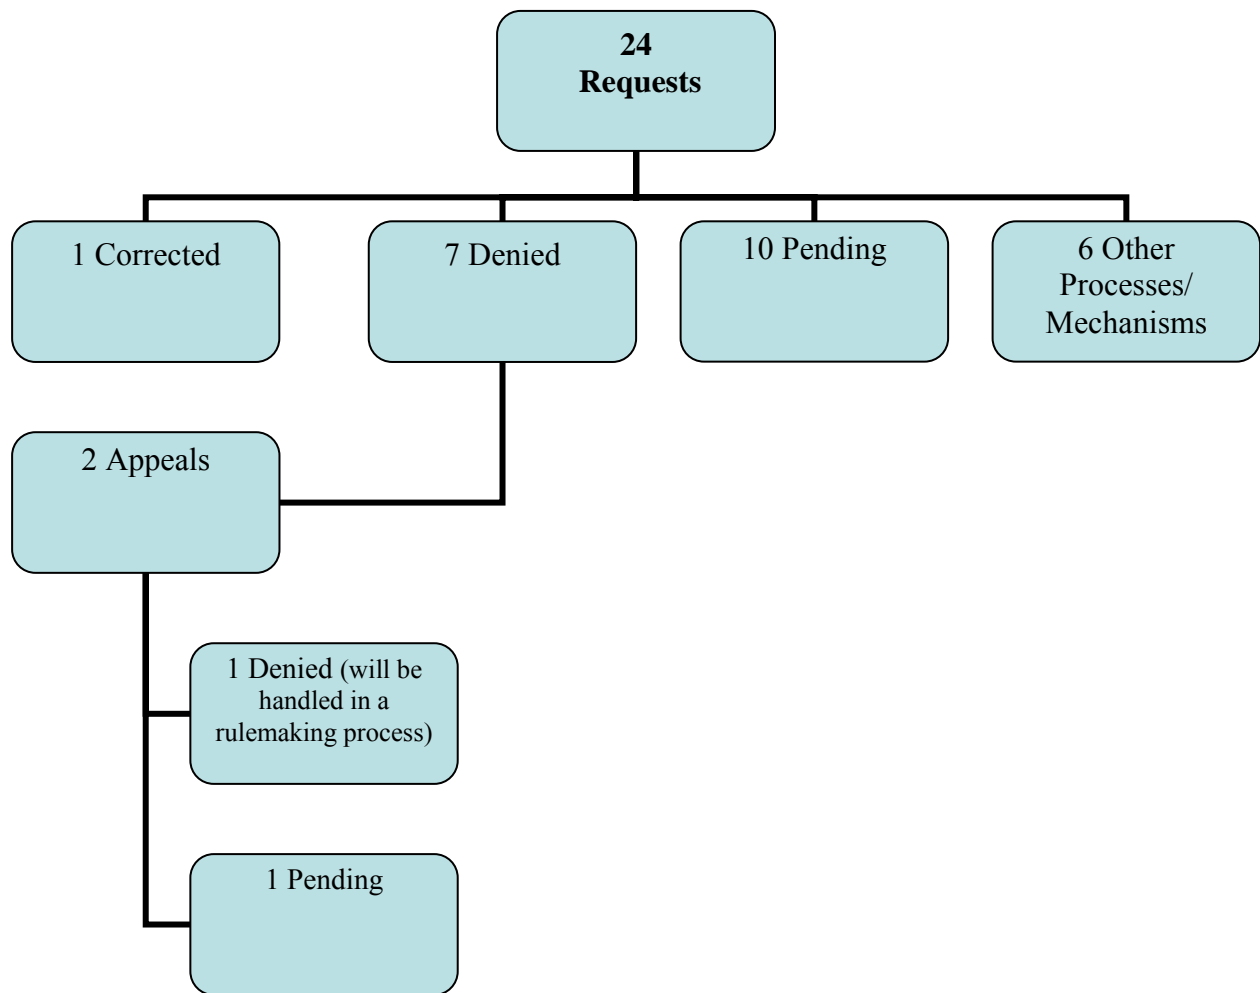 24
Requests
1 Corrected
7 Denied
10 Pending
6 Other
Processes/
Mechanisms
2 Appeals
1 Denied (will be
handled in a
rulemaking process)
1 Pending